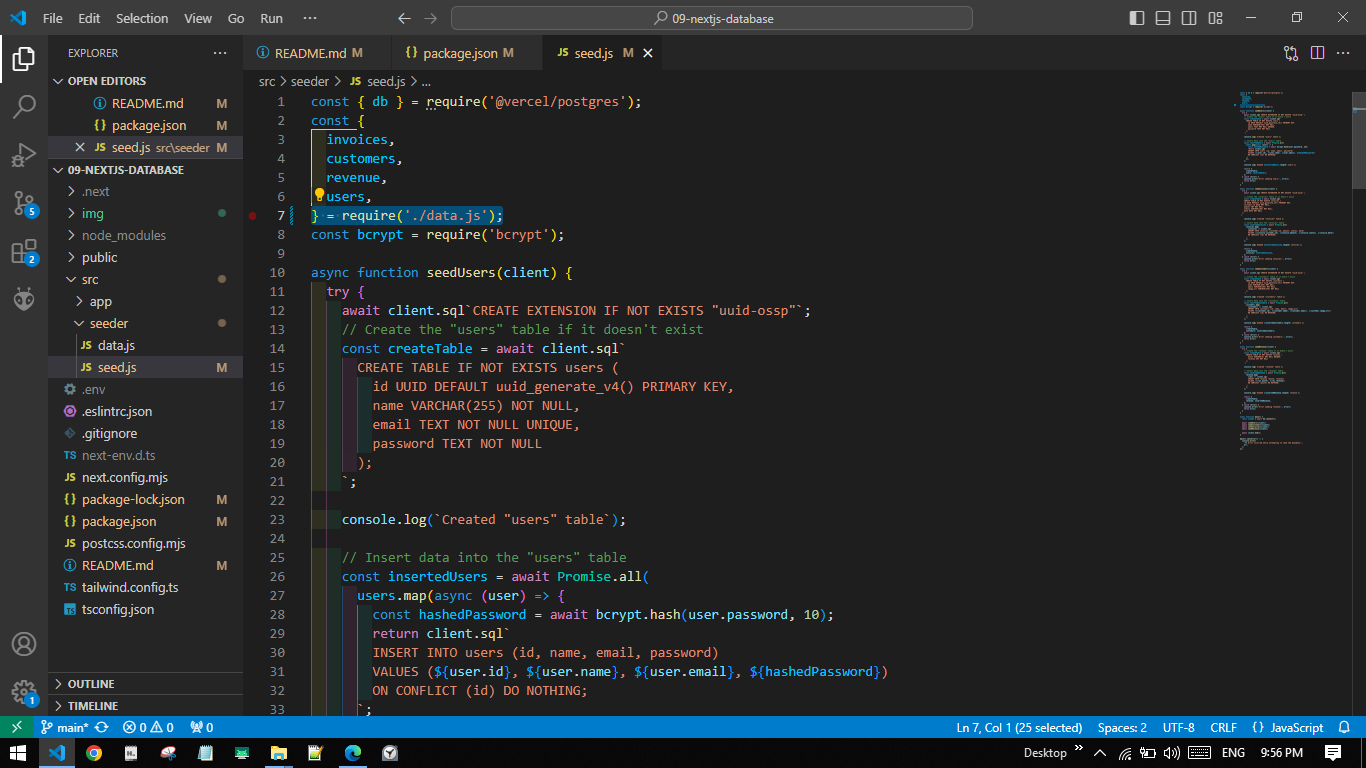 File Edit Selection View Go Run ···
09-nextjs-database
EXPLORER ···
OPEN EDITORS
README.md M
{} package.json M
JS seed.js src\seeder M
09-NEXTJS-DATABASE
.next
img
node_modules
public
src
app
seeder
JS data.js
JS seed.js M
.env
.eslintrc.json
.gitignore
TS next-env.d.ts
JS next.config.mjs
{} package-lock.json M
{} package.json M
JS postcss.config.mjs
README.md M
TS tailwind.config.ts
tsconfig.json
OUTLINE
TIMELINE
5
2
1
README.md M
{} package.json M
JS seed.js M
src > seeder > JS seed.js > ...
1 const { db } = require('@vercel/postgres');
2 const {
3 invoices,
4 customers,
5 revenue,
6 users,
7 } = require('./data.js');
8 const bcrypt = require('bcrypt');
9
10 async function seedUsers(client) {
11 try {
12 await client.sql`CREATE EXTENSION IF NOT EXISTS "uuid-ossp"`;
13 // Create the "users" table if it doesn't exist
14 const createTable = await client.sql`
15 CREATE TABLE IF NOT EXISTS users (
16 id UUID DEFAULT uuid_generate_v4() PRIMARY KEY,
17 name VARCHAR(255) NOT NULL,
18 email TEXT NOT NULL UNIQUE,
19 password TEXT NOT NULL
20 );
21 `;
22
23 console.log(`Created "users" table`);
24
25 // Insert data into the "users" table
26 const insertedUsers = await Promise.all(
27 users.map(async (user) => {
28 const hashedPassword = await bcrypt.hash(user.password, 10);
29 return client.sql`
30 INSERT INTO users (id, name, email, password)
31 VALUES (${user.id}, ${user.name}, ${user.email}, ${hashedPassword})
32 ON CONFLICT (id) DO NOTHING;
33 `;
main* 0 0 0 Ln 7, Col 1 (25 selected) Spaces: 2 UTF-8 CRLF {} JavaScript
Desktop ENG 9:56 PM